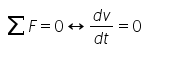 ∑ F = 0 ↔ dv/dt = 0